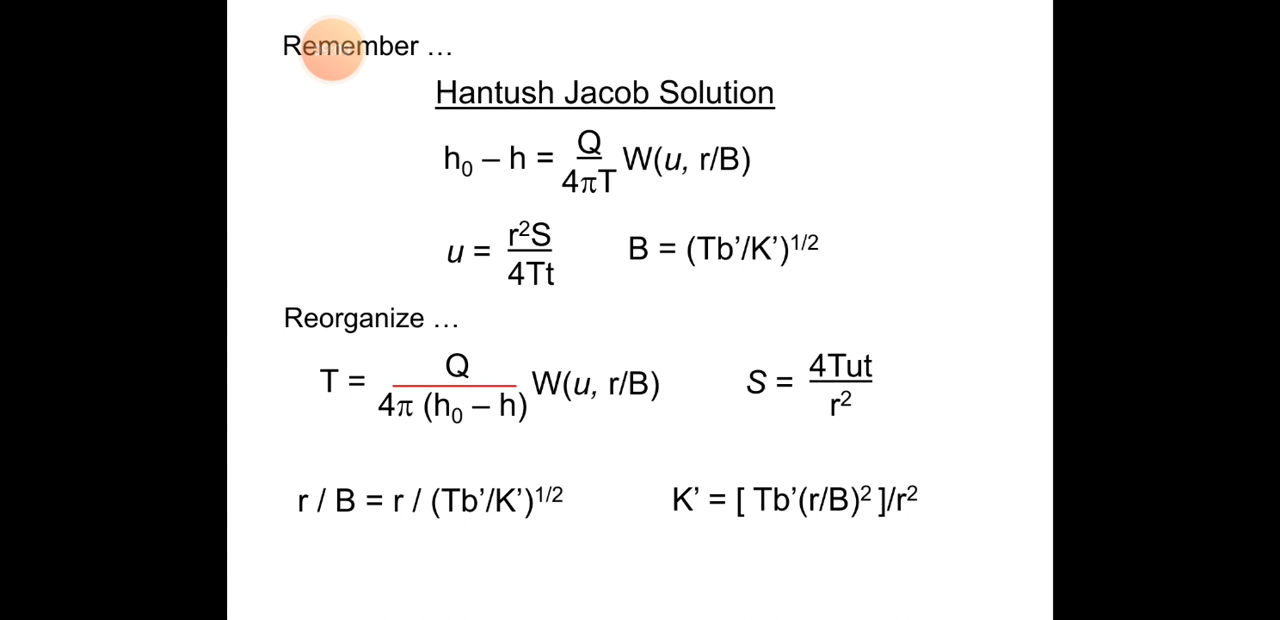 Remember …
Hantush Jacob Solution
h₀ – h = Q / 4πT W(u, r/B)
u = r²S / 4Tt    B = (Tb’/K’)^1/2
Reorganize …
T = Q / 4π (h₀ – h) W(u, r/B)    S = 4Tut / r²
r / B = r / (Tb’/K’)^1/2    K’ = [ Tb’(r/B)² ]/r²